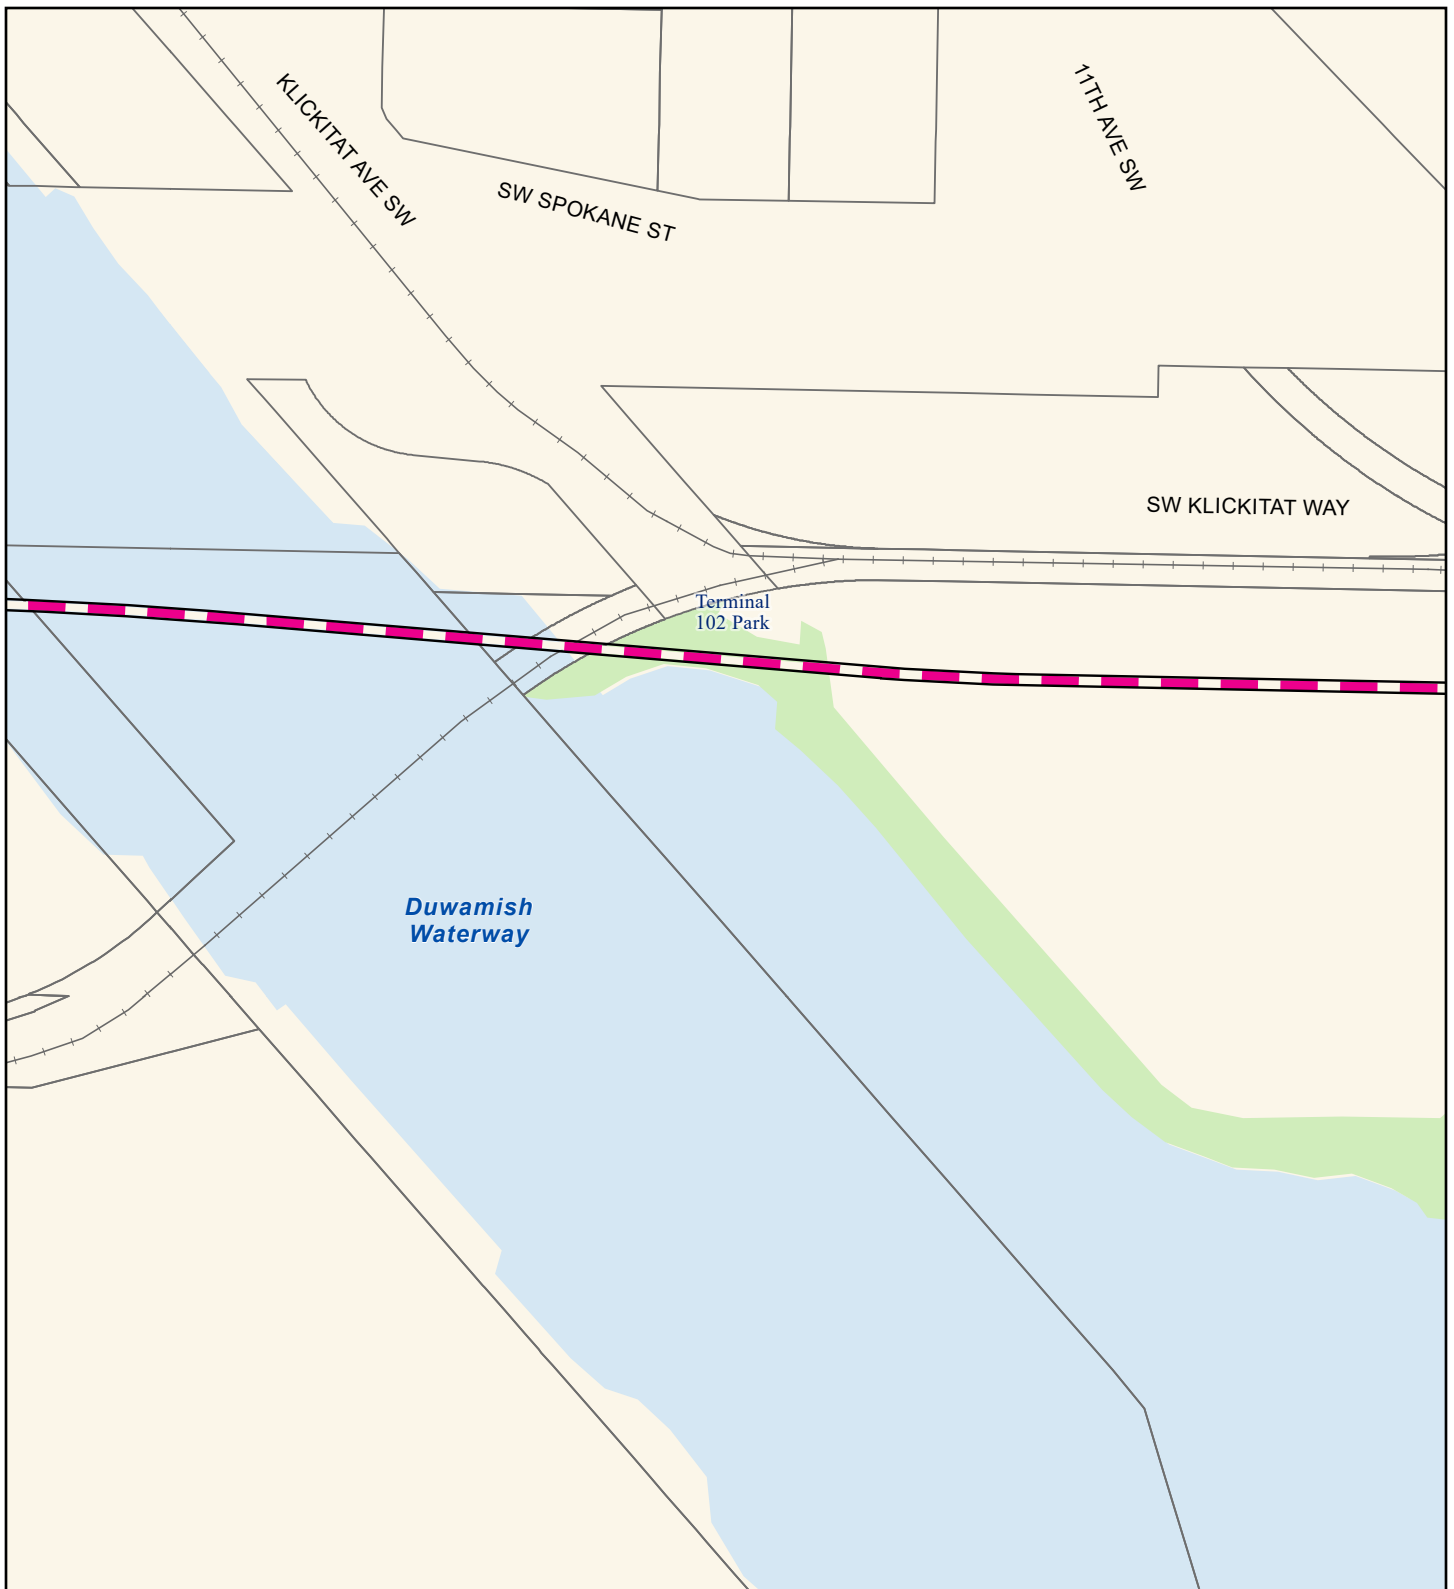 KLICKITAT AVE SW
SW SPOKANE ST
11TH AVE SW
SW KLICKITAT WAY
Terminal
102 Park
Duwamish
Waterway